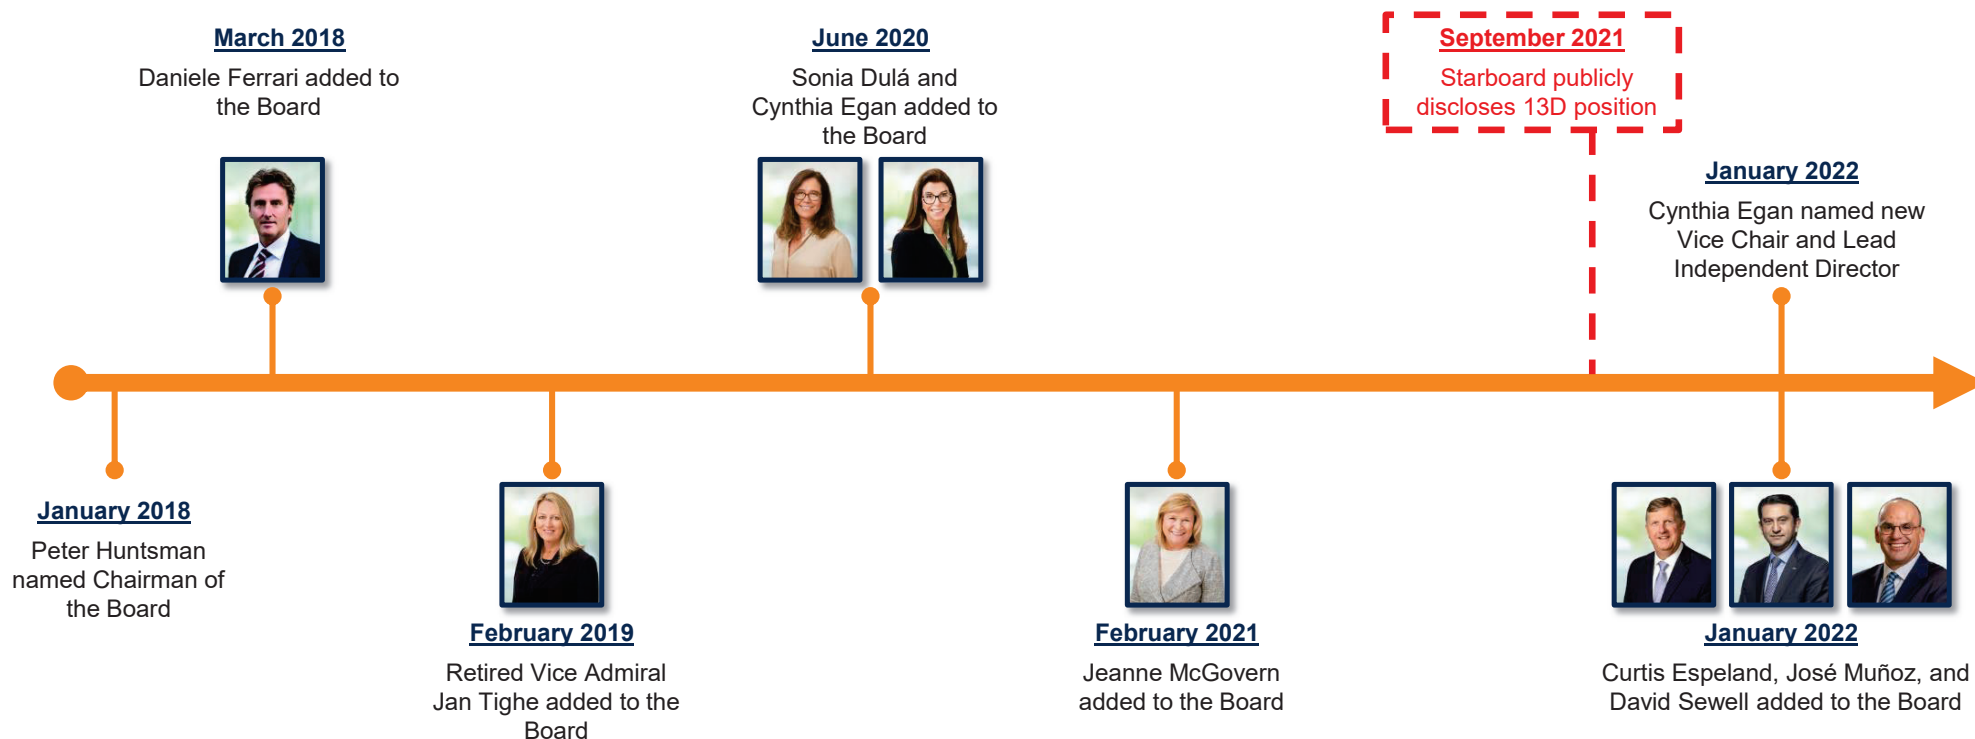 March 2018
Daniele Ferrari added to
the Board
June 2020
Sonia Dulá and
Cynthia Egan added to
the Board
September 2021
Starboard publicly
discloses 13D position
January 2022
Cynthia Egan named new
Vice Chair and Lead
Independent Director
January 2018
Peter Huntsman
named Chairman of
the Board
February 2019
Retired Vice Admiral
Jan Tighe added to the
Board
February 2021
Jeanne McGovern
added to the Board
January 2022
Curtis Espeland, José Muñoz, and
David Sewell added to the Board